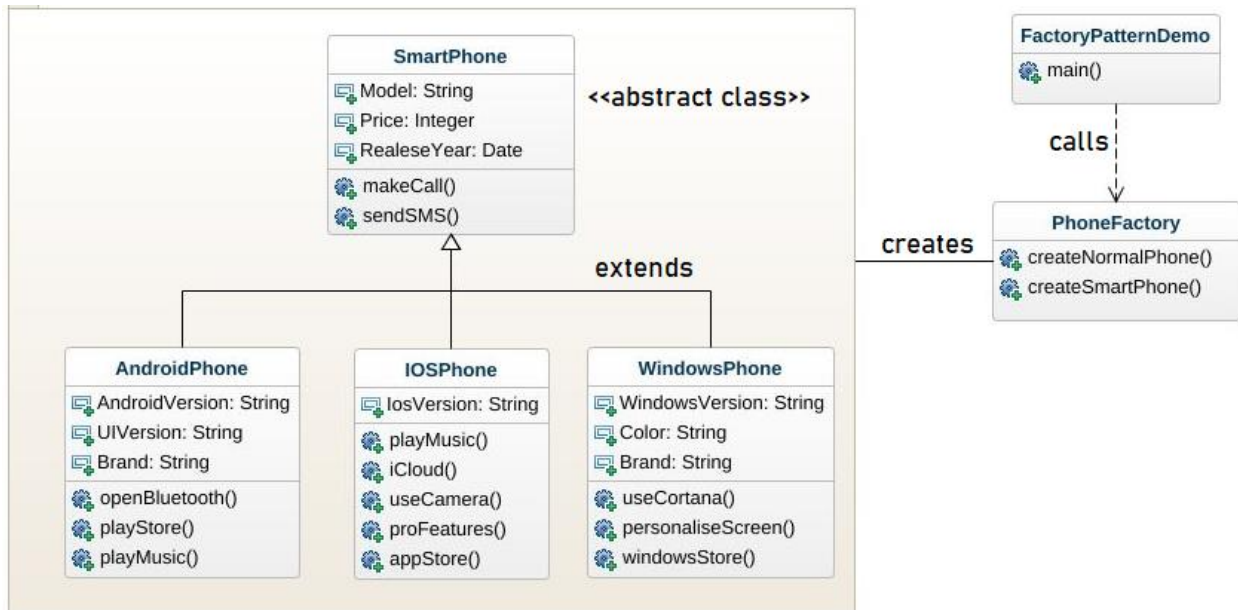 SmartPhone
Model: String
Price: Integer
RealeseYear: Date
makeCall()
sendSMS()
<<abstract class>>
FactoryPatternDemo
main()
calls
PhoneFactory
createNormalPhone()
createSmartPhone()
creates
extends
AndroidPhone
AndroidVersion: String
UIVersion: String
Brand: String
openBluetooth()
playStore()
playMusic()
IOSPhone
IosVersion: String
playMusic()
iCloud()
useCamera()
proFeatures()
appStore()
WindowsPhone
WindowsVersion: String
Color: String
Brand: String
useCortana()
personaliseScreen()
windowsStore()